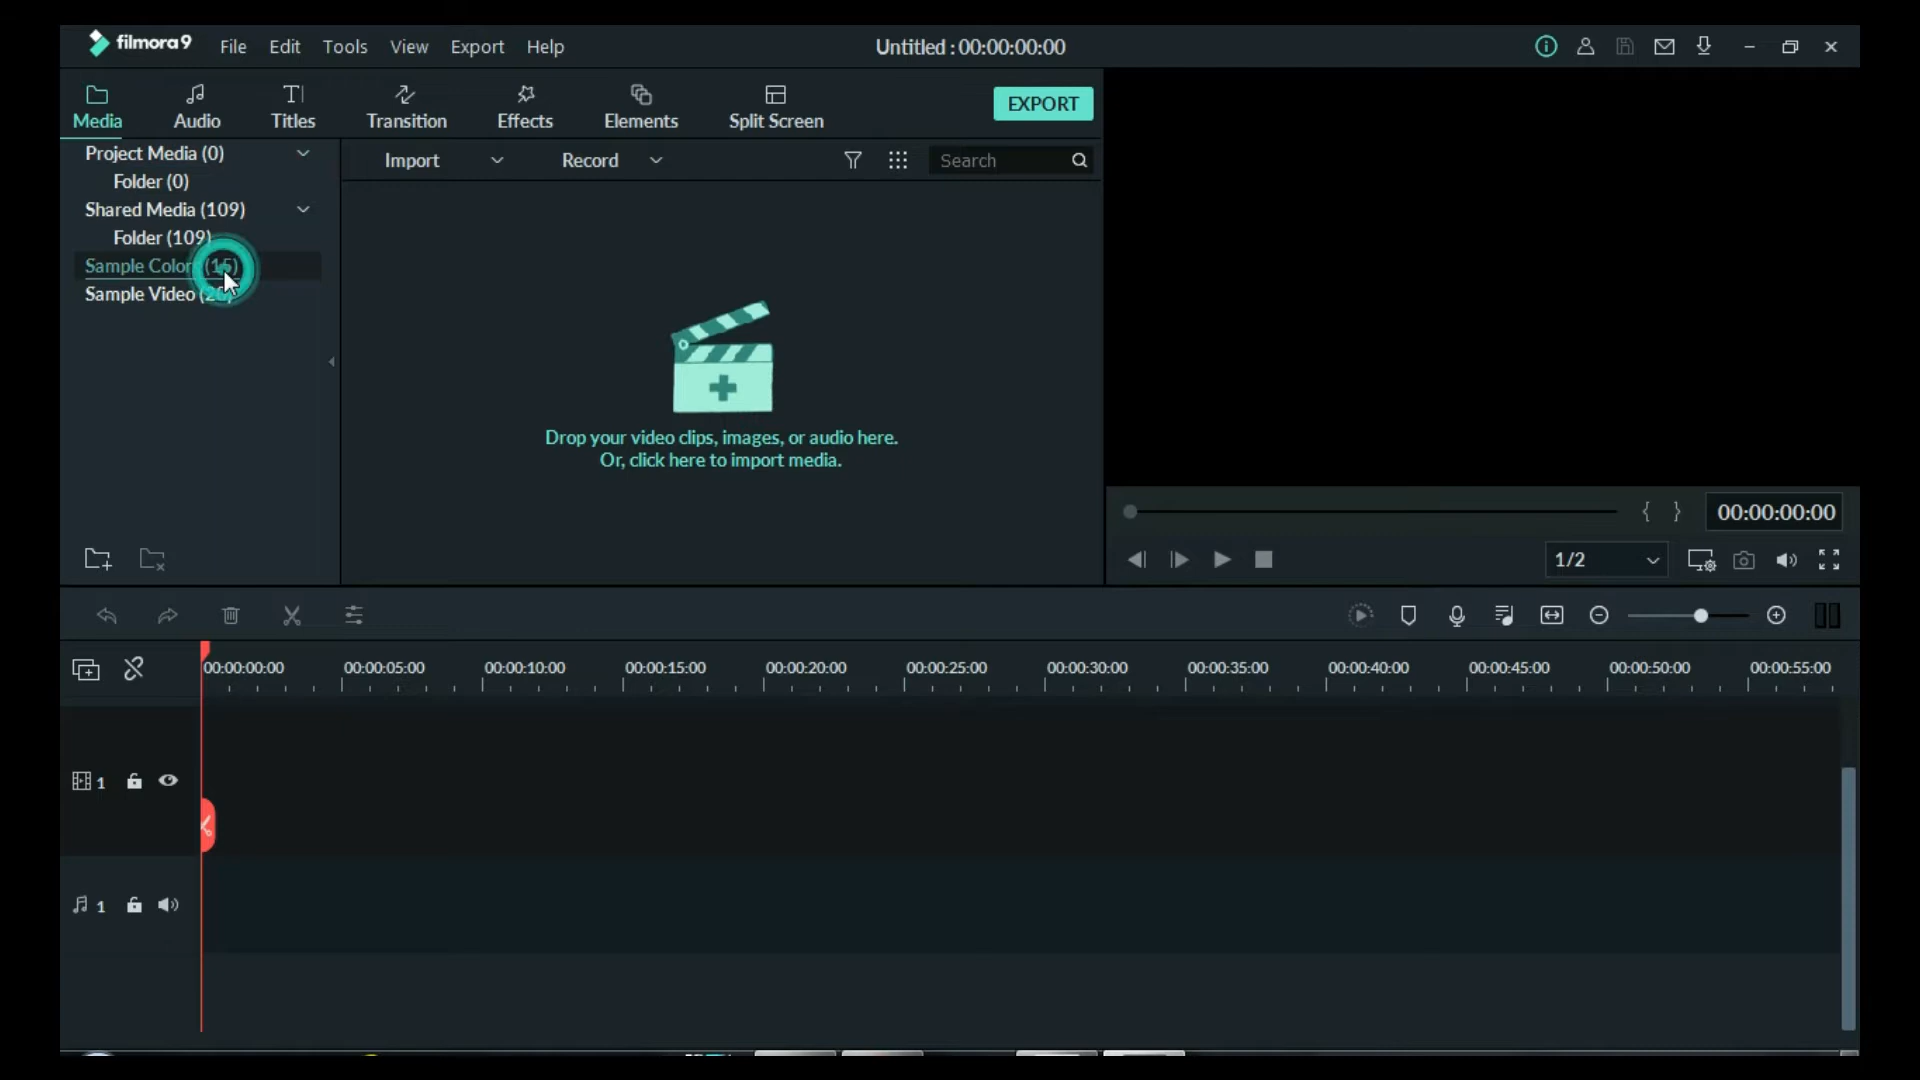 filmora9 File Edit Tools View Export Help Untitled : 00:00:00:00
Media Audio Titles Transition Effects Elements Split Screen EXPORT
Project Media (0)
Folder (0)
Shared Media (109)
Folder (109)
Sample Colors (15)
Sample Video (20)
Import Record Search
Drop your video clips, images, or audio here.
Or, click here to import media.
{ } 00:00:00:00
1/2
00:00:00:00 00:00:05:00 00:00:10:00 00:00:15:00 00:00:20:00 00:00:25:00 00:00:30:00 00:00:35:00 00:00:40:00 00:00:45:00 00:00:50:00 00:00:55:00
1
1